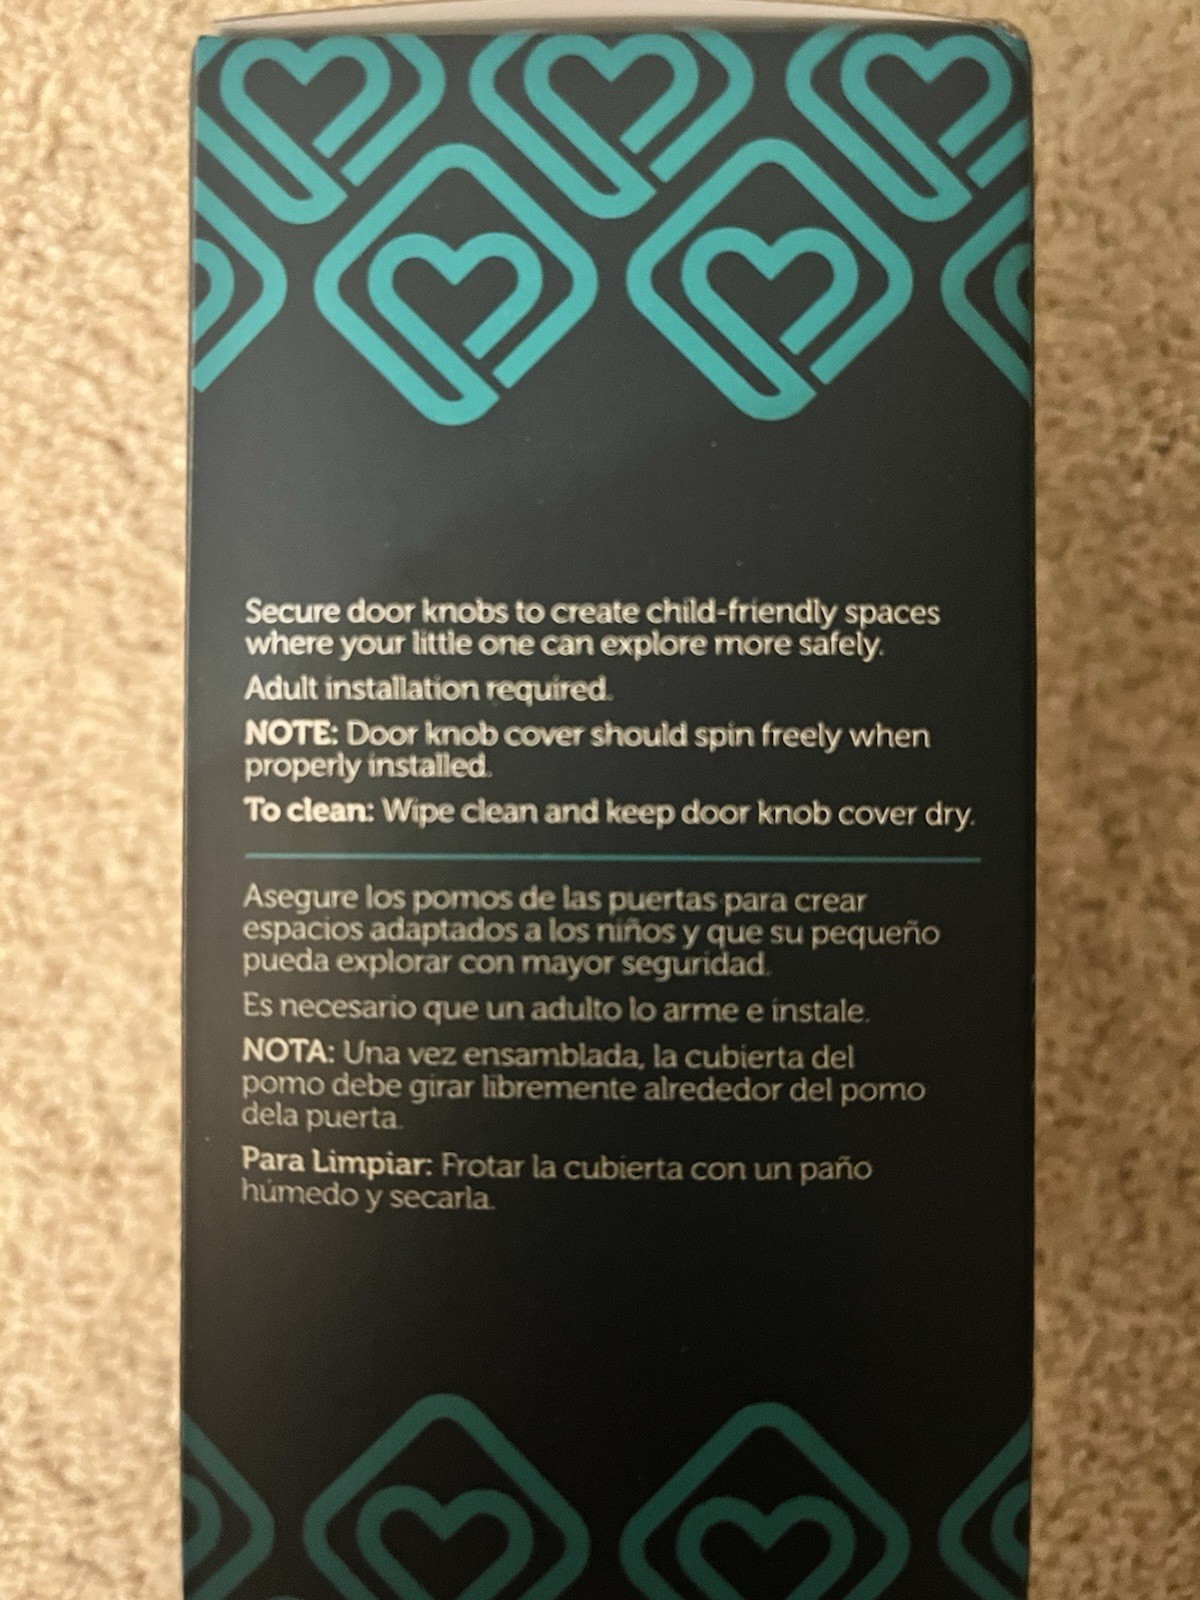 Secure door knobs to create child-friendly spaces
where your little one can explore more safely.
Adult installation required.
NOTE: Door knob cover should spin freely when
properly installed.
To clean: Wipe clean and keep door knob cover dry.
Asegure los pomos de las puertas para crear
espacios adaptados a los niños y que su pequeño
pueda explorar con mayor seguridad.
Es necesario que un adulto lo arme e instale.
NOTA: Una vez ensamblada, la cubierta del
pomo debe girar libremente alrededor del pomo
dela puerta.
Para Limpiar: Frotar la cubierta con un paño
húmedo y secarla.